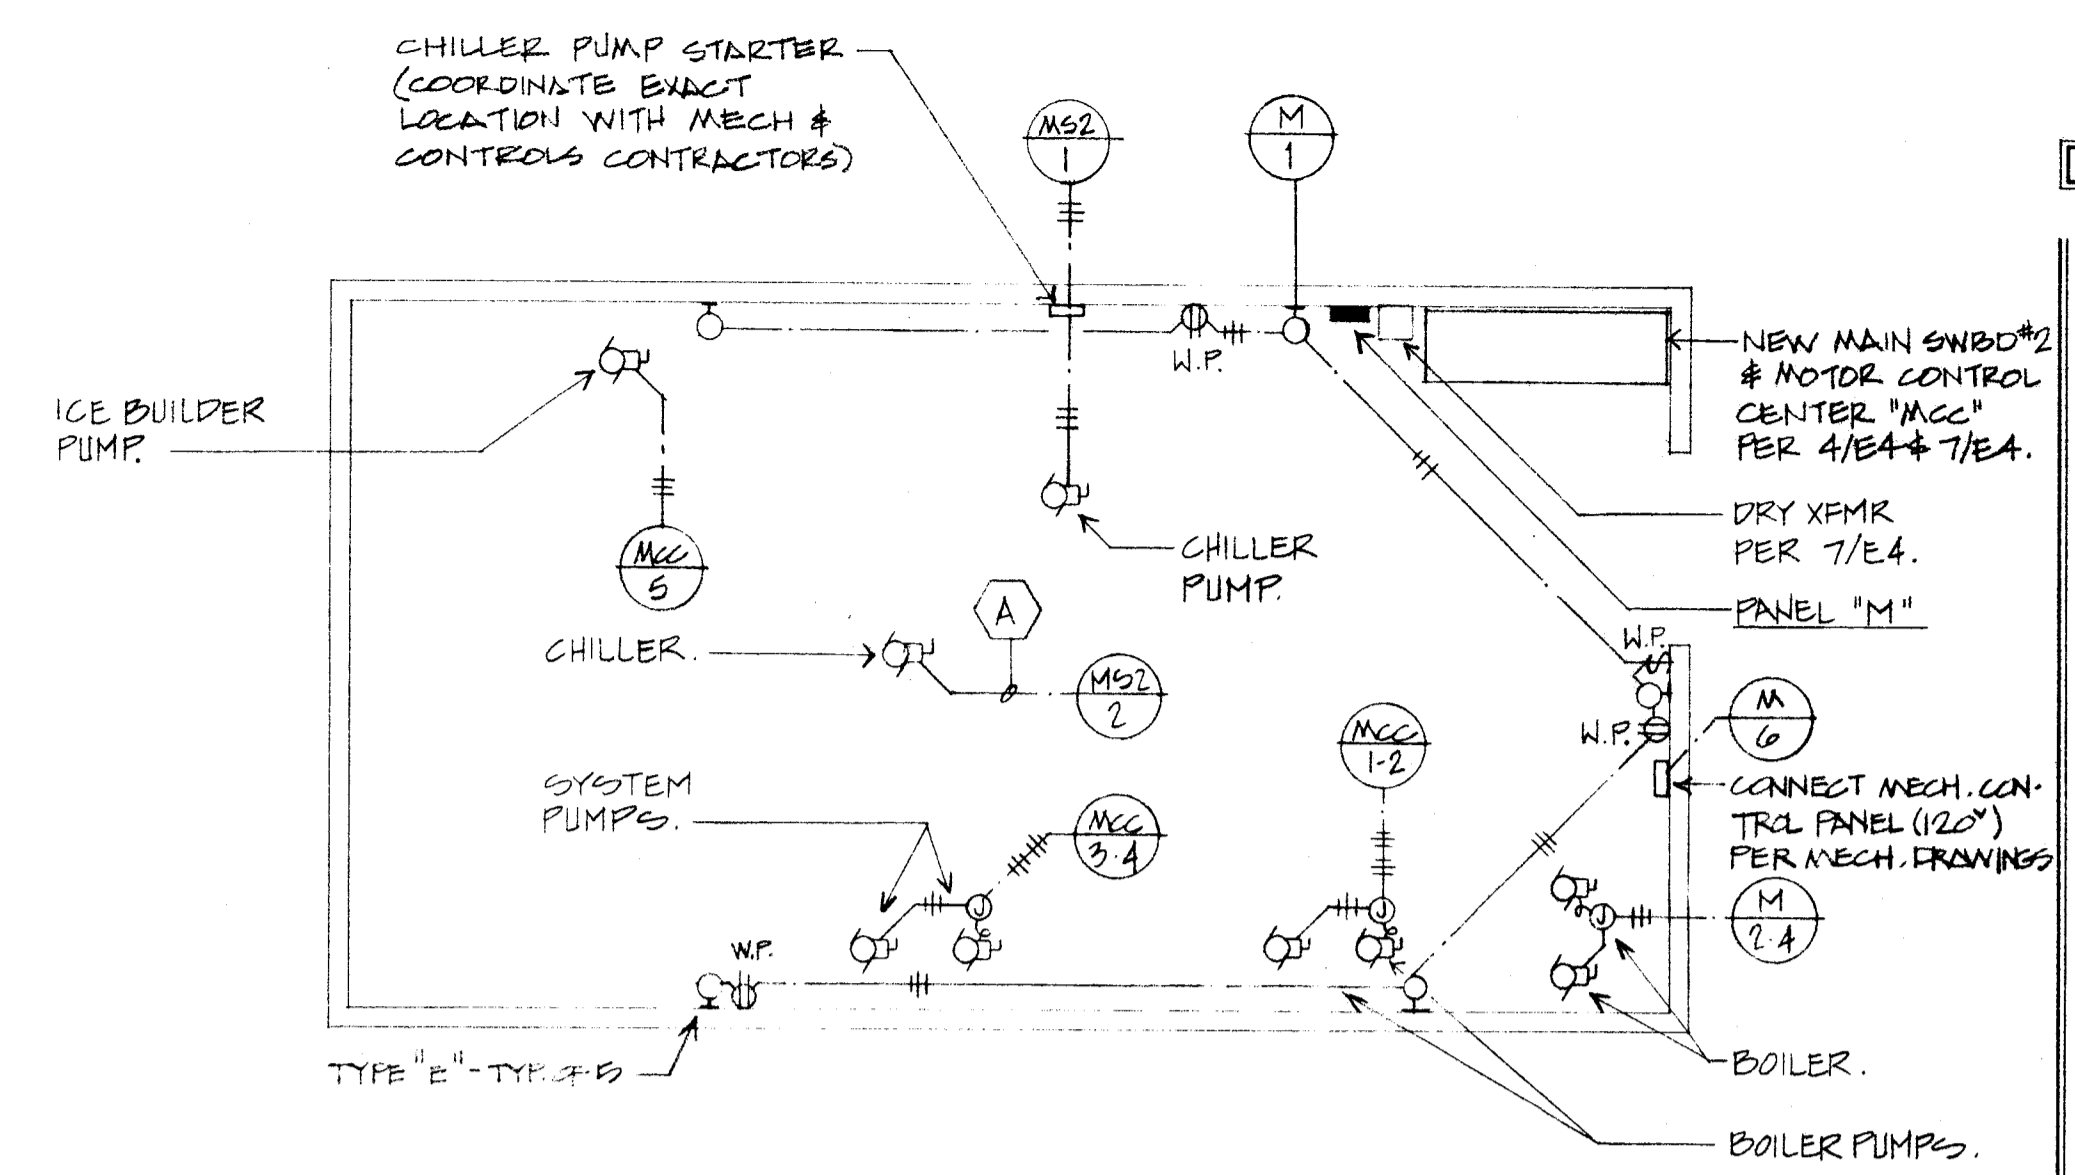 CHILLER PUMP STARTER
(COORDINATE EXACT
LOCATION WITH MECH &
CONTROLS CONTRACTORS)
MS2
1
M
1
W.P.
NEW MAIN SWBD #2
& MOTOR CONTROL
CENTER "MCC"
PER 4/E4 & 7/E4.
ICE BUILDER
PUMP.
MCC
5
CHILLER
PUMP.
DRY XFMR
PER 7/E4.
PANEL "M"
A
CHILLER.
MS2
2
W.P.
W.P.
M
6
MCC
1-2
CONNECT MECH. CON-
TROL PANEL (120V)
PER MECH. DRAWINGS
SYSTEM
PUMPS.
MCC
3·4
J
J
J
M
2·4
W.P.
TYPE "E" - TYP. OF 5
BOILER.
BOILER PUMPS.